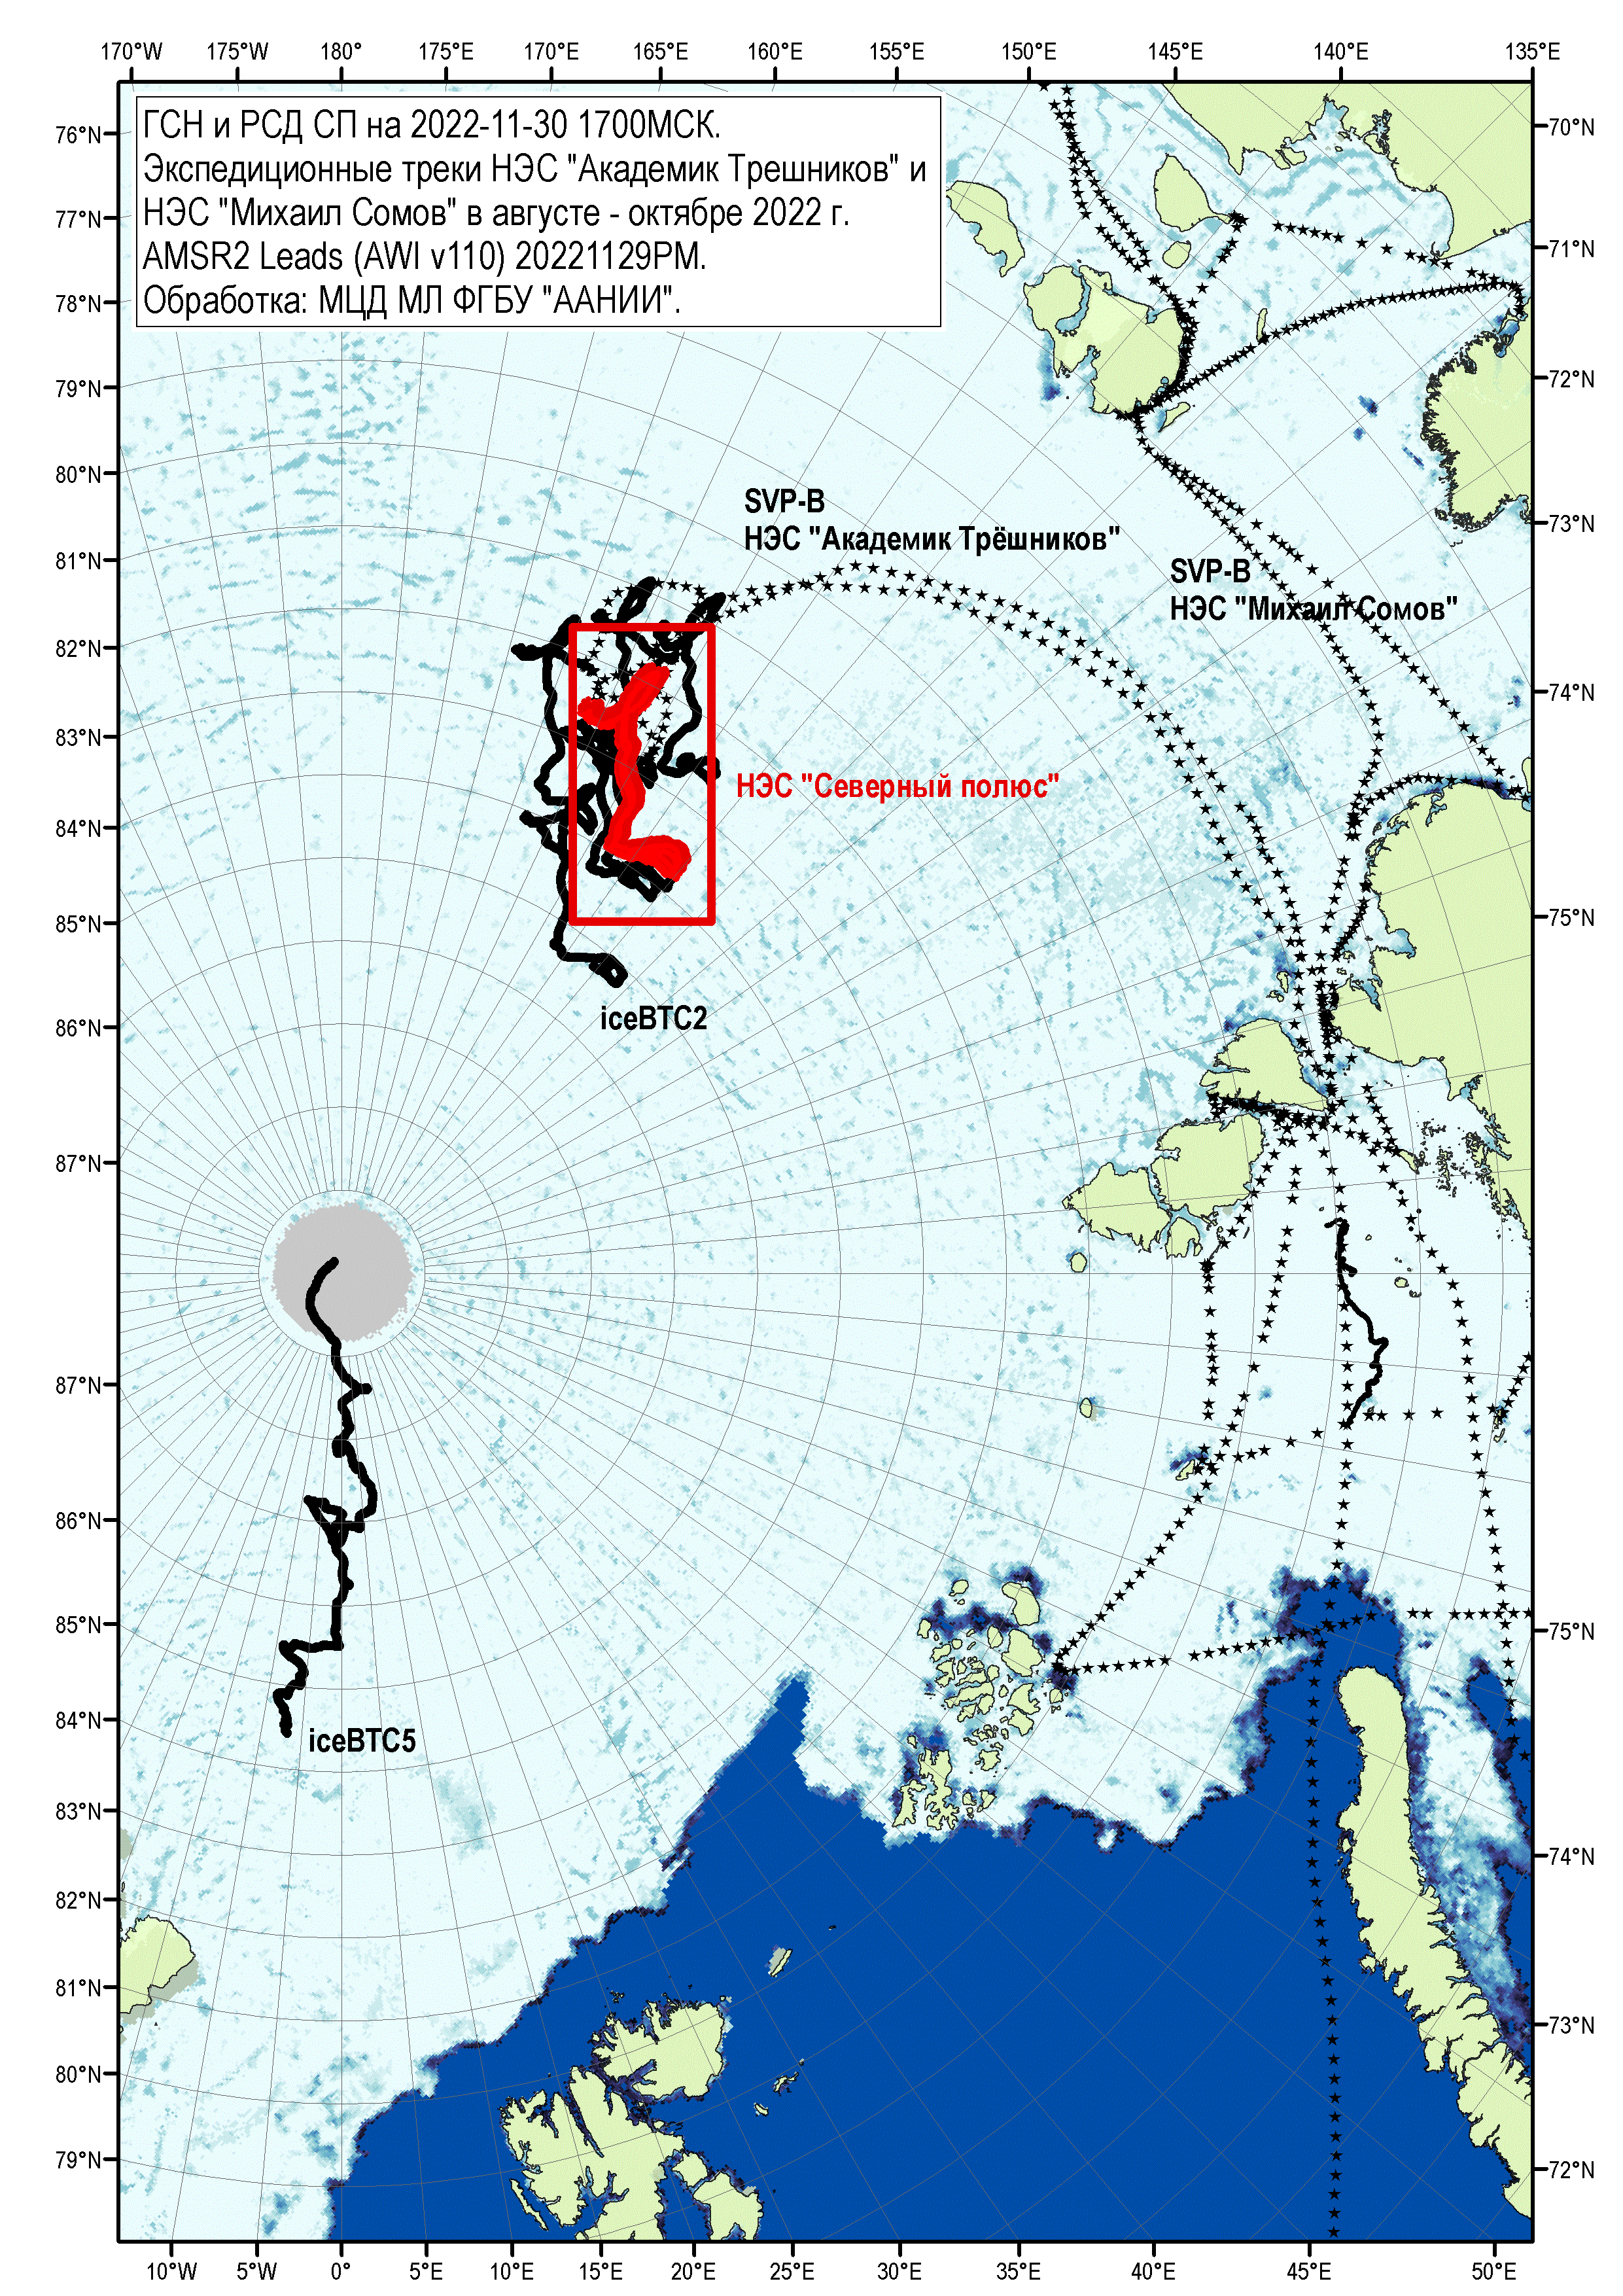 170°W 175°W 180° 175°E 170°E 165°E 160°E 155°E 150°E 145°E 140°E 135°E
ГСН и РСД СП на 2022-11-30 1700МСК.
Экспедиционные треки НЭС "Академик Трешников" и
НЭС "Михаил Сомов" в августе - октябре 2022 г.
AMSR2 Leads (AWI v110) 20221129PM.
Обработка: МЦД МЛ ФГБУ "ААНИИ".
76°N
77°N
78°N
79°N
80°N
81°N
82°N
83°N
84°N
85°N
86°N
87°N
87°N
86°N
85°N
84°N
83°N
82°N
81°N
80°N
79°N
SVP-B
НЭС "Академик Трёшников"
SVP-B
НЭС "Михаил Сомов"
НЭС "Северный полюс"
iceBTC2
iceBTC5
70°N
71°N
72°N
73°N
74°N
75°N
75°N
74°N
73°N
72°N
10°W 5°W 0° 5°E 10°E 15°E 20°E 25°E 30°E 35°E 40°E 45°E 50°E